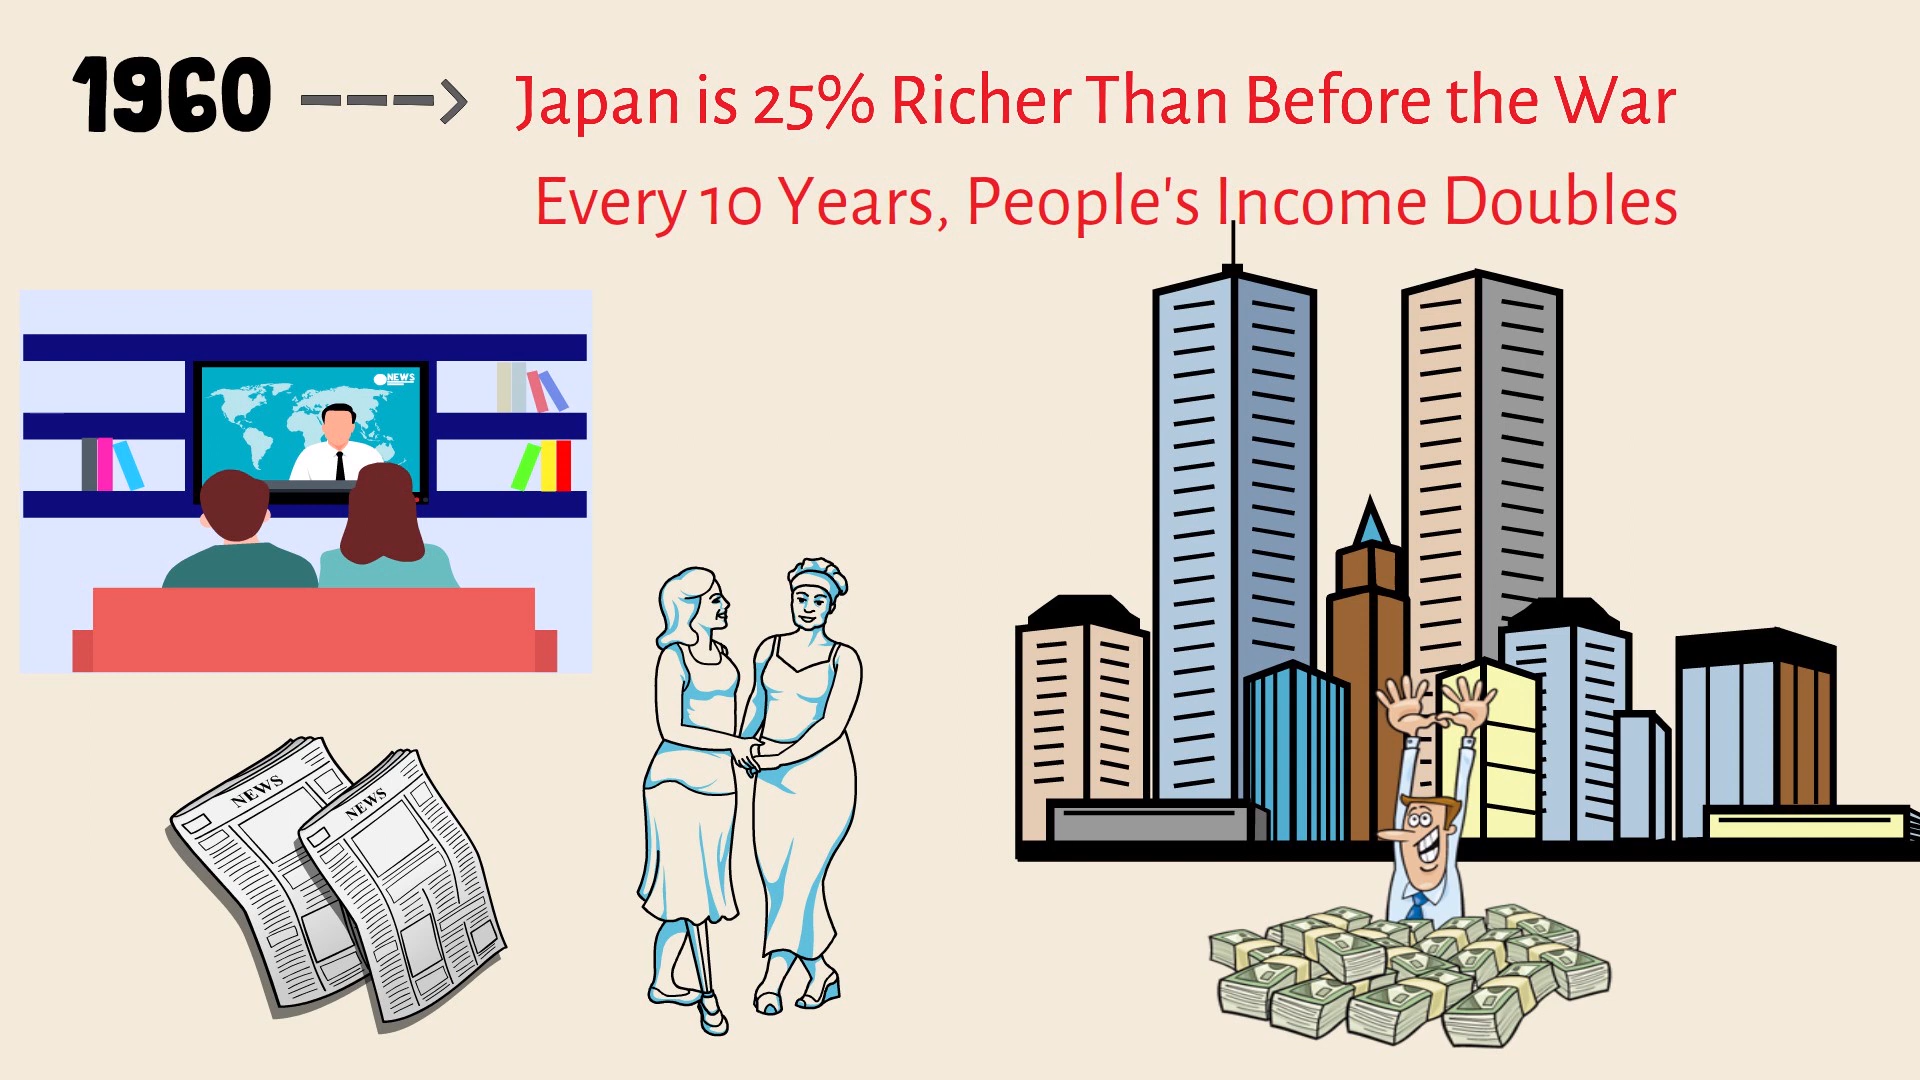 1960 Japan is 25% Richer Than Before the War
Every 10 Years, People's Income Doubles
NEWS
NEWS
NEWS